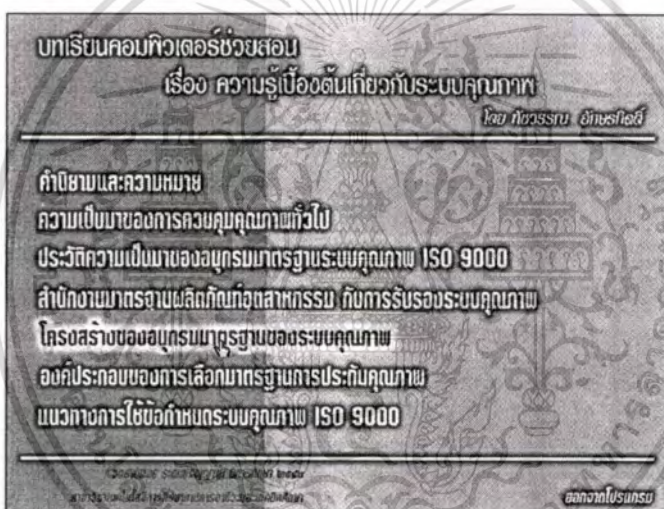 บทเรียนคอมพิวเตอร์ช่วยสอน
เรื่อง ความรู้เบื้องต้นเกี่ยวกับระบบคุณภาพ
โดย
คำนิยามและความหมาย
ความเป็นมาของการควบคุมคุณภาพทั่วไป
ประวัติความเป็นมาของอนุกรมมาตรฐานระบบคุณภาพ ISO 9000
สำนักงานมาตรฐานผลิตภัณฑ์อุตสาหกรรม กับการรับรองระบบคุณภาพ
โครงสร้างของอนุกรมมาตรฐานของระบบคุณภาพ
องค์ประกอบของการเลือกมาตรฐานการประกันคุณภาพ
แนวทางการใช้ข้อกำหนดระบบคุณภาพ ISO 9000
ออกจากโปรแกรม